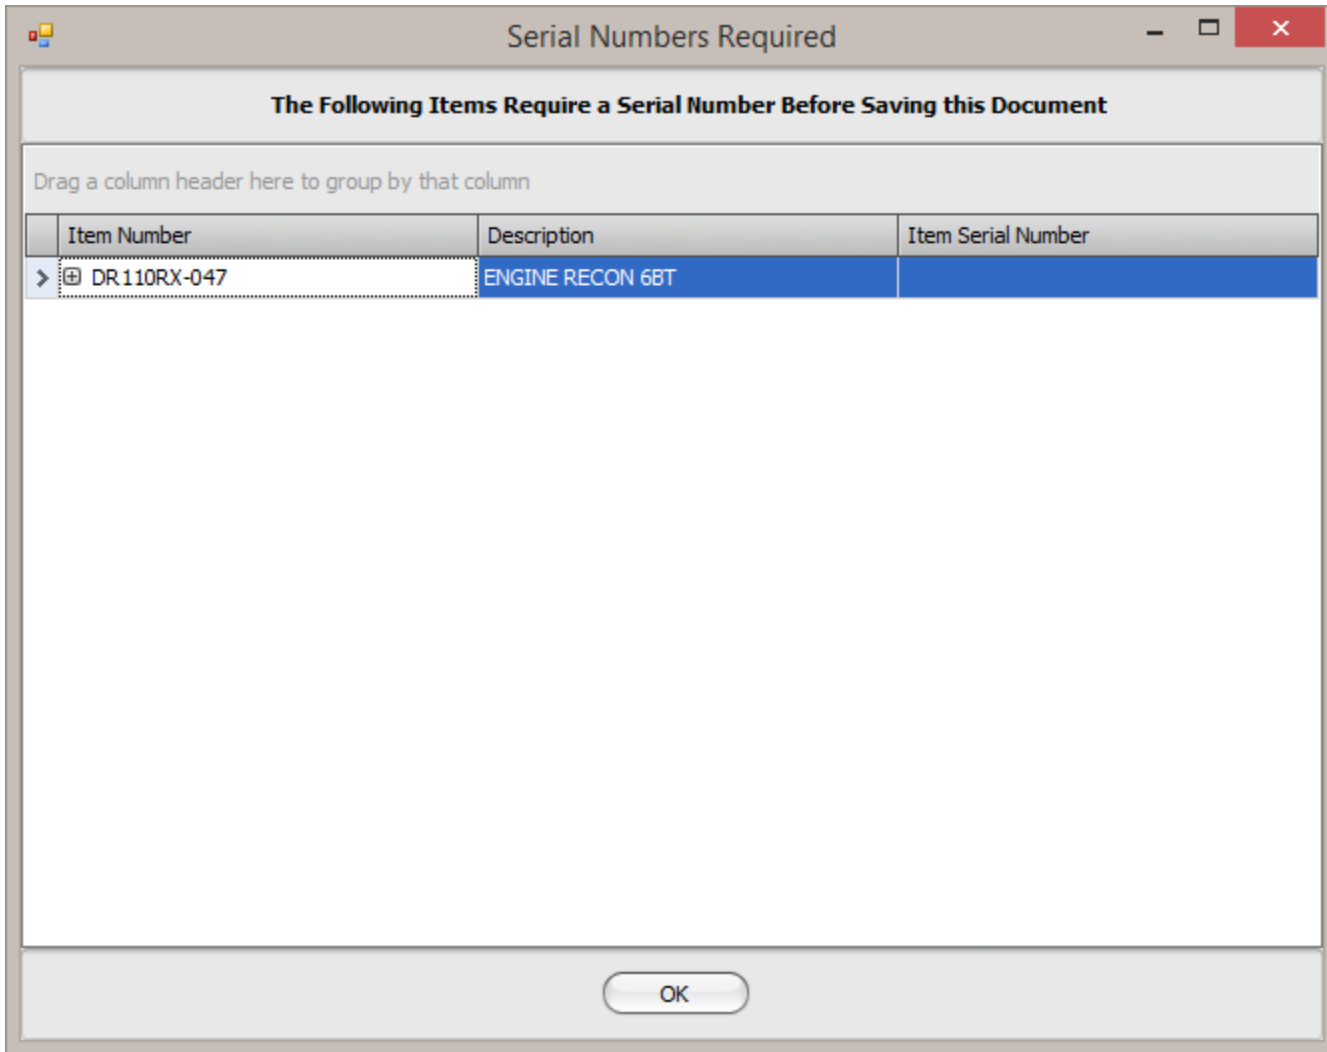 Serial Numbers Required
The Following Items Require a Serial Number Before Saving this Document
Drag a column header here to group by that column
Item Number Description Item Serial Number
DR110RX-047 ENGINE RECON 6BT
OK